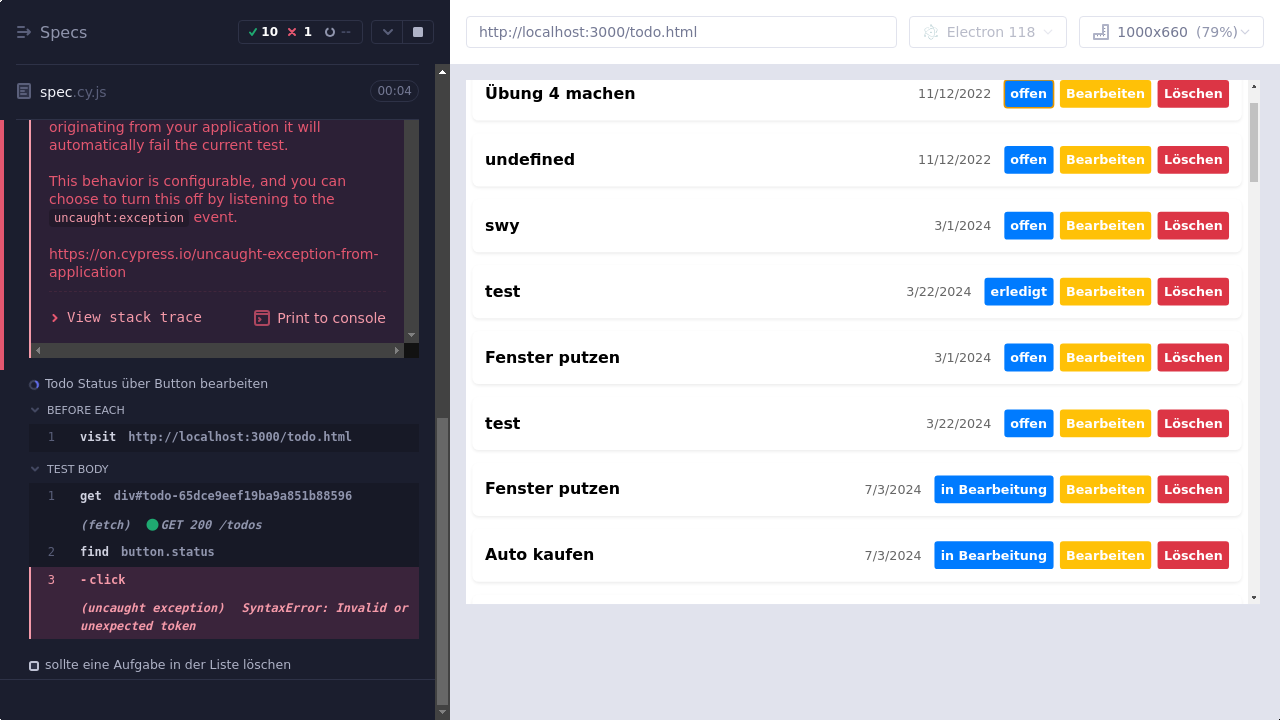 Specs
10 1 --
spec.cy.js 00:04
originating from your application it will
automatically fail the current test.
This behavior is configurable, and you can
choose to turn this off by listening to the
uncaught:exception event.
https://on.cypress.io/uncaught-exception-from-
application
View stack trace Print to console
Todo Status über Button bearbeiten
BEFORE EACH
1 visit http://localhost:3000/todo.html
TEST BODY
1 get div#todo-65dce9eef19ba9a851b88596
(fetch) GET 200 /todos
2 find button.status
3 -click
(uncaught exception) SyntaxError: Invalid or
unexpected token
sollte eine Aufgabe in der Liste löschen
http://localhost:3000/todo.html Electron 118 1000x660 (79%)
Übung 4 machen 11/12/2022 offen Bearbeiten Löschen
undefined 11/12/2022 offen Bearbeiten Löschen
swy 3/1/2024 offen Bearbeiten Löschen
test 3/22/2024 erledigt Bearbeiten Löschen
Fenster putzen 3/1/2024 offen Bearbeiten Löschen
test 3/22/2024 offen Bearbeiten Löschen
Fenster putzen 7/3/2024 in Bearbeitung Bearbeiten Löschen
Auto kaufen 7/3/2024 in Bearbeitung Bearbeiten Löschen